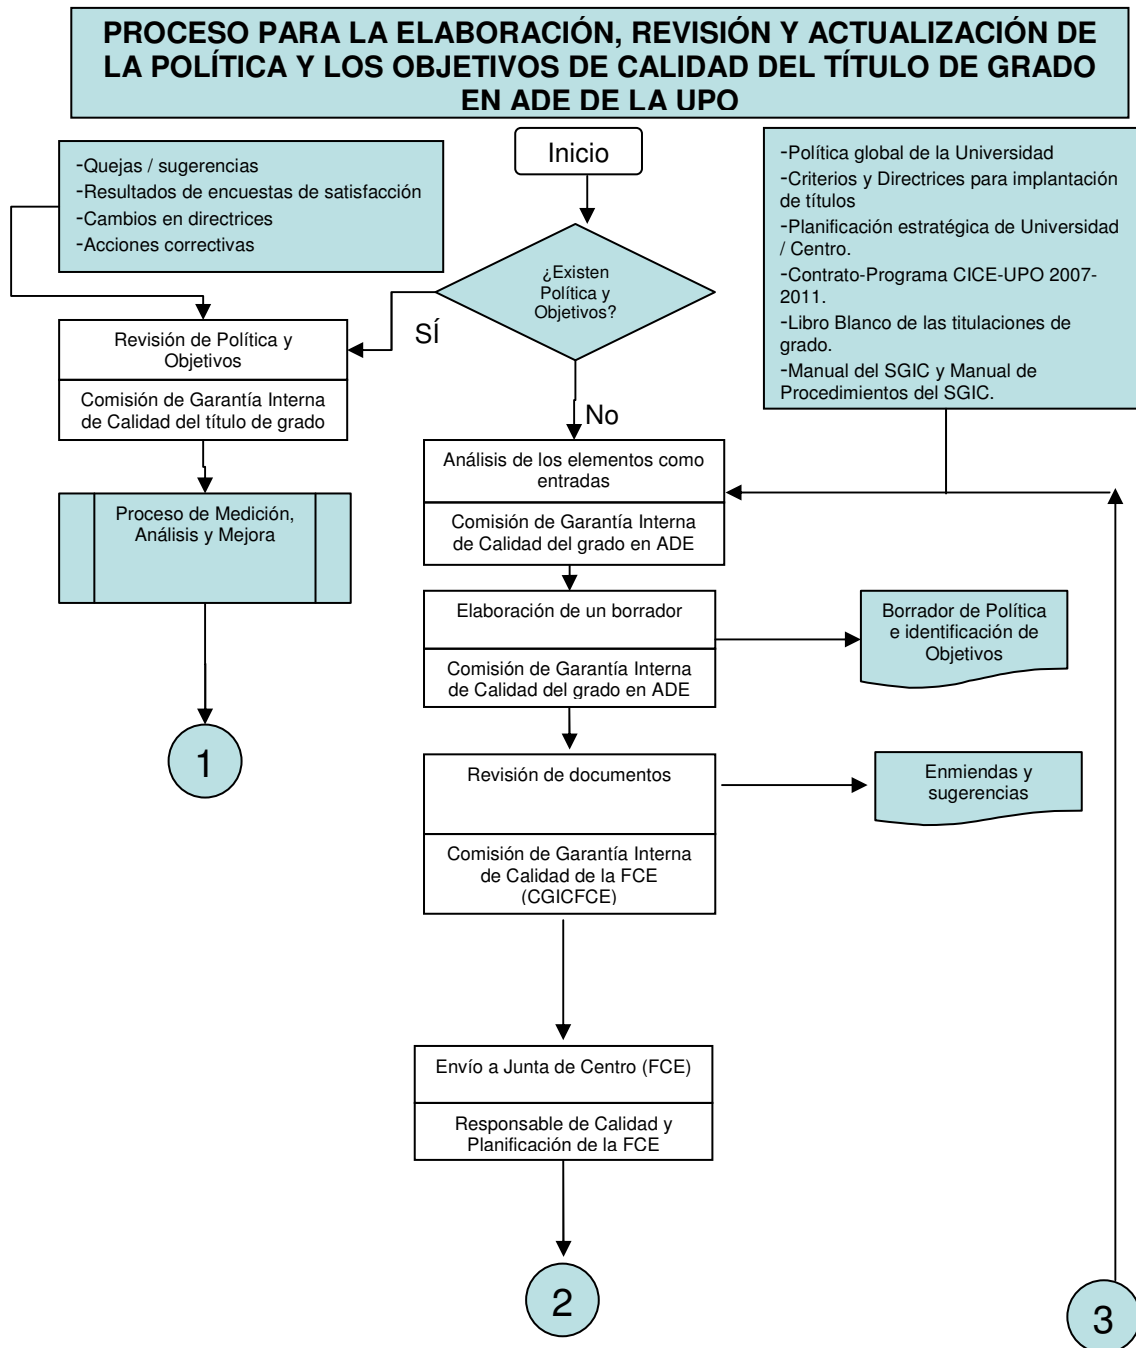 PROCESO PARA LA ELABORACIÓN, REVISIÓN Y ACTUALIZACIÓN DE
LA POLÍTICA Y LOS OBJETIVOS DE CALIDAD DEL TÍTULO DE GRADO
EN ADE DE LA UPO
-Quejas / sugerencias
-Resultados de encuestas de satisfacción
-Cambios en directrices
-Acciones correctivas
Inicio
-Política global de la Universidad
-Criterios y Directrices para implantación
de títulos
-Planificación estratégica de Universidad
/ Centro.
-Contrato-Programa CICE-UPO 2007-
2011.
-Libro Blanco de las titulaciones de
grado.
-Manual del SGIC y Manual de
Procedimientos del SGIC.
¿Existen
Política y
Objetivos?
SÍ
No
Revisión de Política y
Objetivos
Comisión de Garantía Interna
de Calidad del título de grado
Proceso de Medición,
Análisis y Mejora
1
Análisis de los elementos como
entradas
Comisión de Garantía Interna
de Calidad del grado en ADE
Elaboración de un borrador
Comisión de Garantía Interna
de Calidad del grado en ADE
Borrador de Política
e identificación de
Objetivos
Revisión de documentos
Comisión de Garantía Interna
de Calidad de la FCE
(CGICFCE)
Enmiendas y
sugerencias
Envío a Junta de Centro (FCE)
Responsable de Calidad y
Planificación de la FCE
2
3